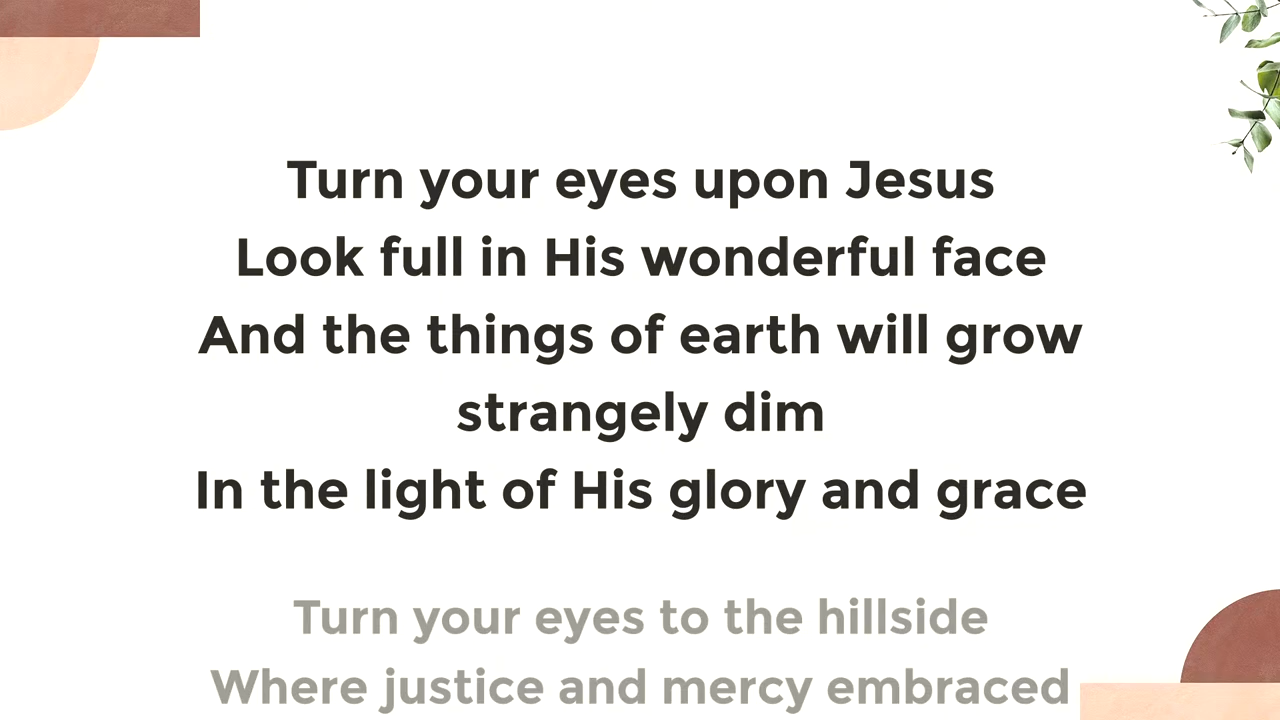 Turn your eyes upon Jesus
Look full in His wonderful face
And the things of earth will grow
strangely dim
In the light of His glory and grace
Turn your eyes to the hillside
Where justice and mercy embraced